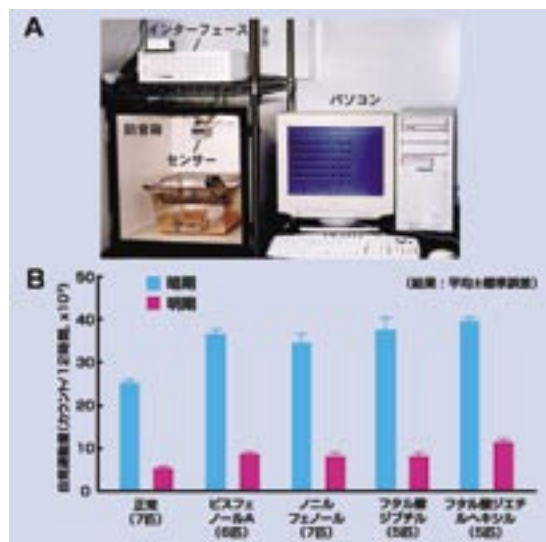 A
インターフェース
パソコン
防音箱
センサー
B
50
40
30
20
10
0
自発運動量(カウント/12時間, x10³)
暗期
明期
(結果：平均±標準誤差)
正常
(7匹)
ビスフェ
ノールA
(6匹)
ノニル
フェノール
(7匹)
フタル酸
ジブチル
(5匹)
フタル酸ジエチ
ルヘキシル
(5匹)